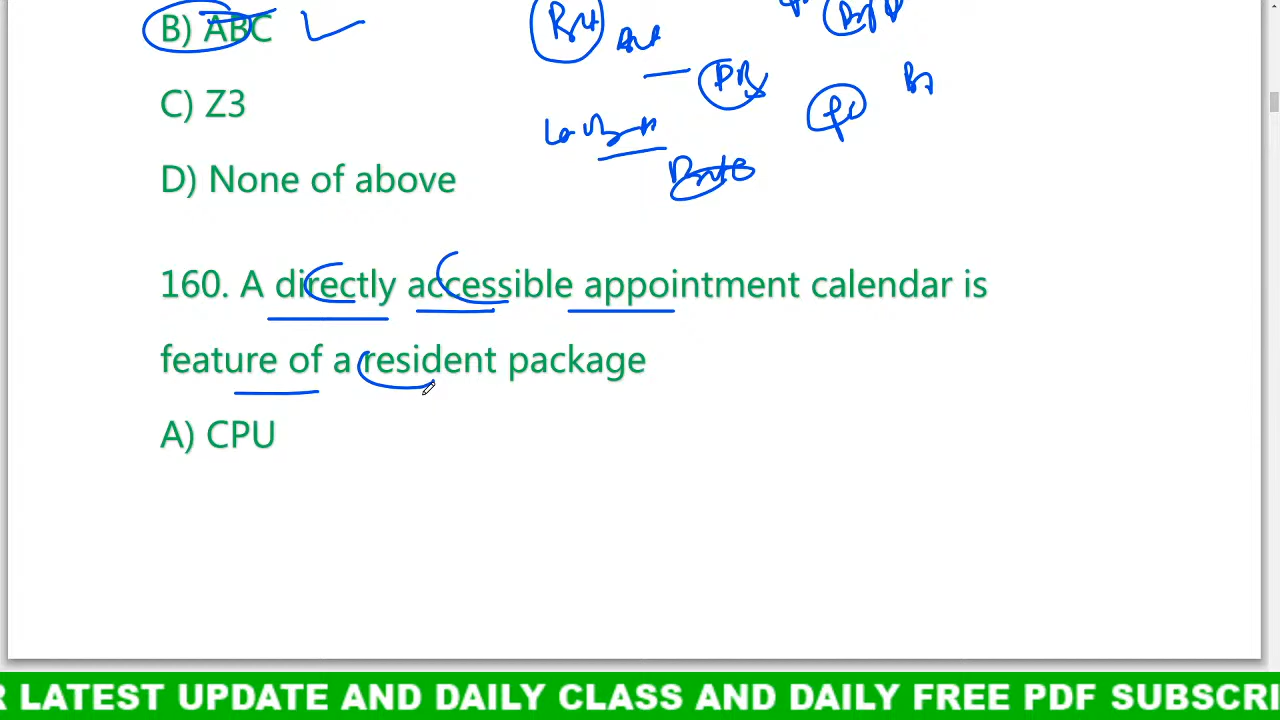 B) ABC
C) Z3
D) None of above
160. A directly accessible appointment calendar is
feature of a resident package
A) CPU
R LATEST UPDATE AND DAILY CLASS AND DAILY FREE PDF SUBSCRI